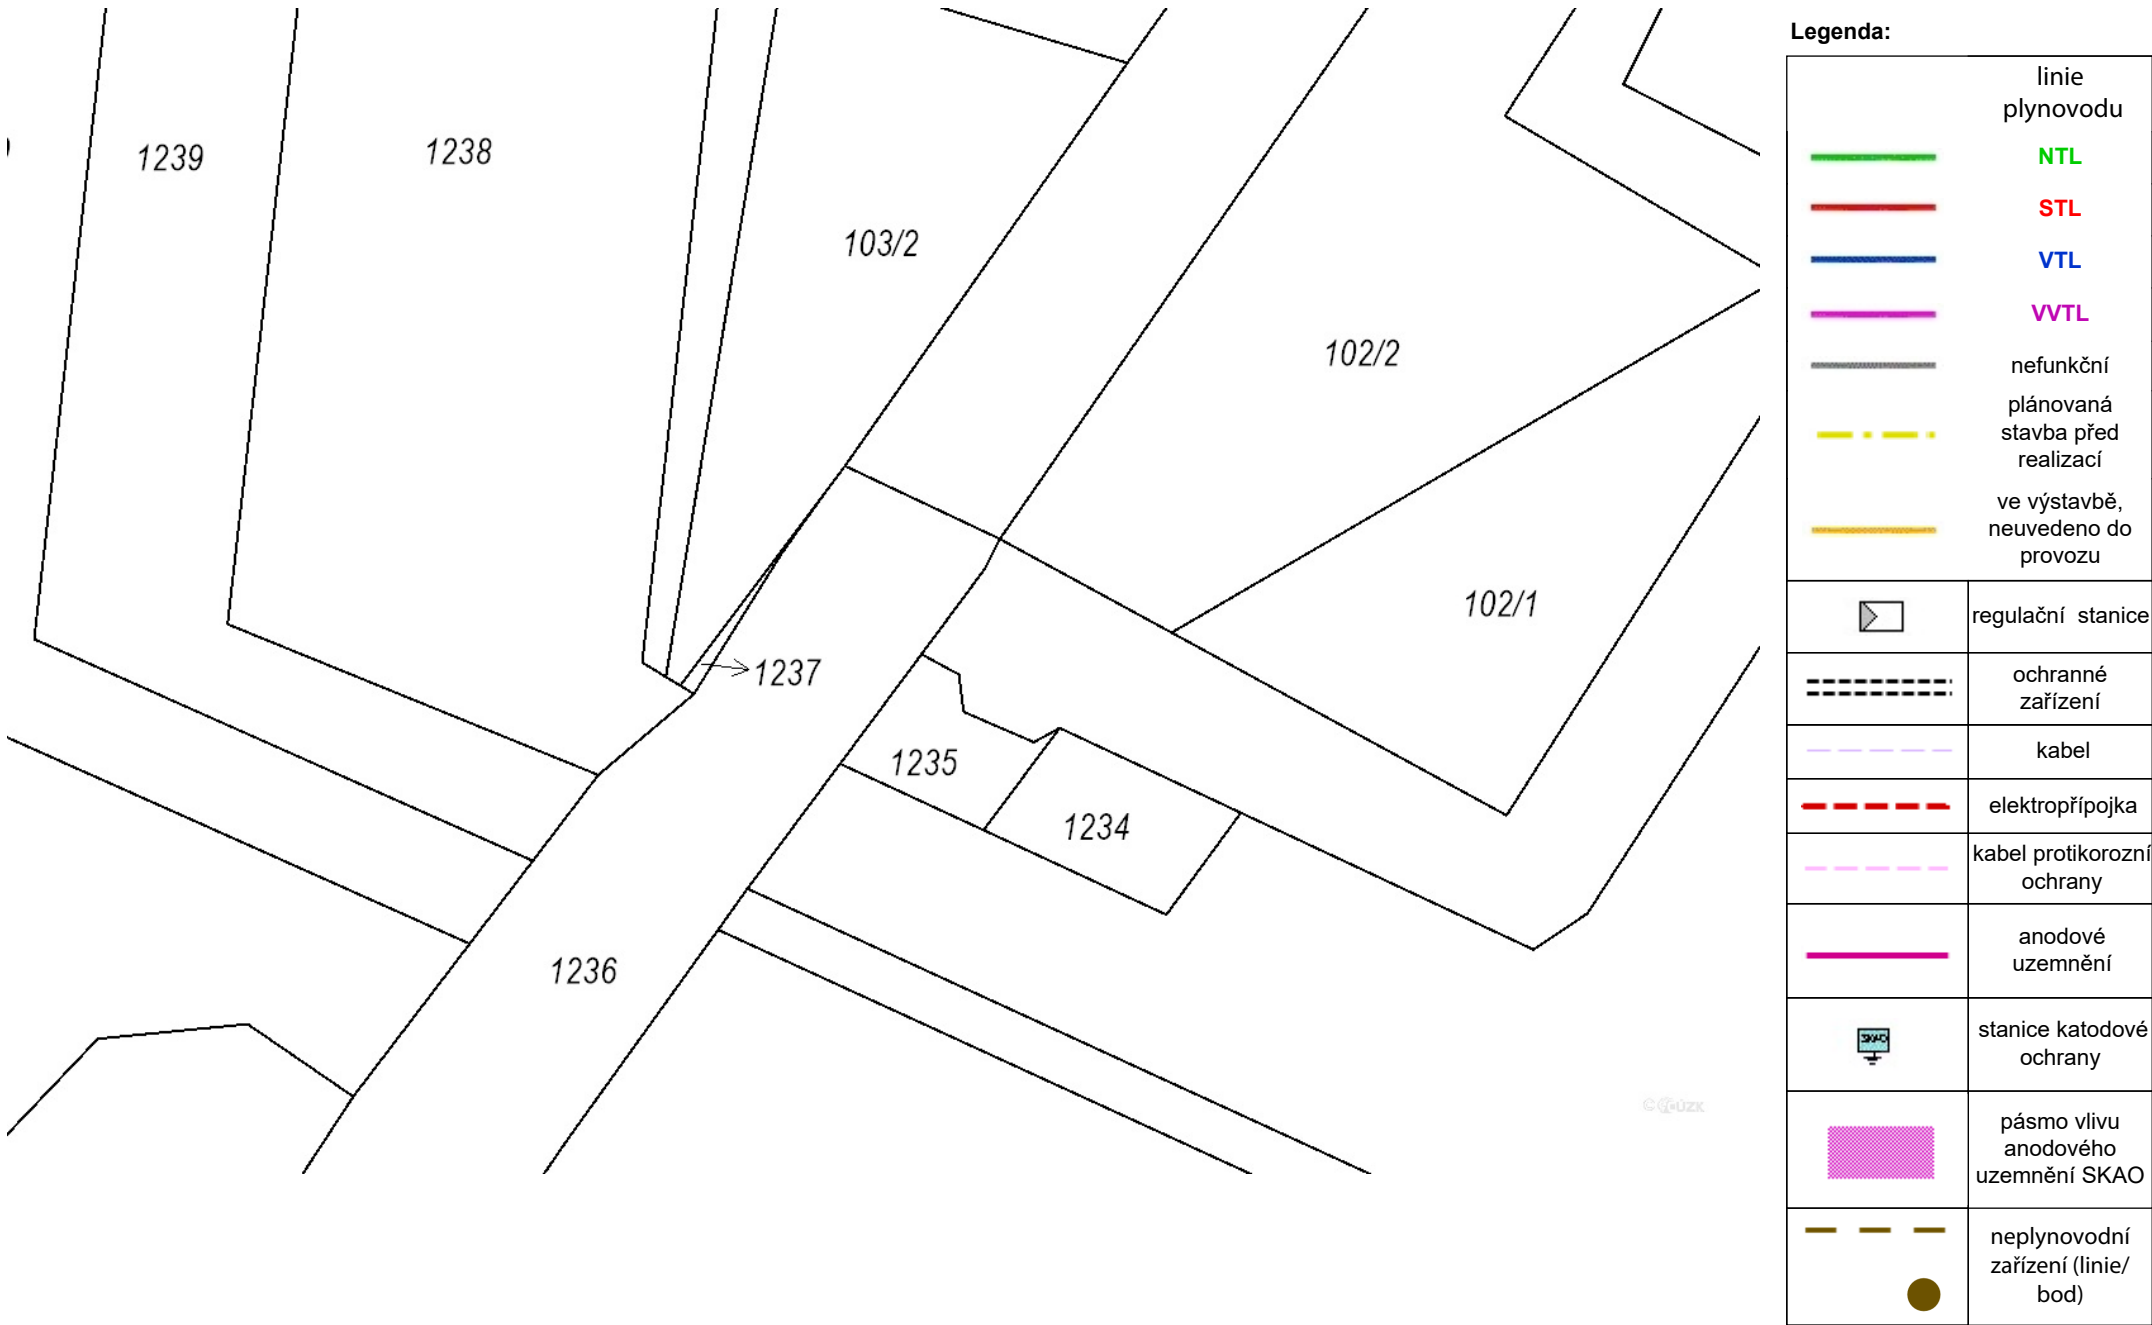 1239
1238
103/2
102/2
102/1
1237
1235
1234
1236
Legenda:
linie
plynovodu
NTL
STL
VTL
VVTL
nefunkční
plánovaná
stavba před
realizací
ve výstavbě,
neuvedeno do
provozu
regulační stanice
ochranné
zařízení
kabel
elektropřípojka
kabel protikorozní
ochrany
anodové
uzemnění
SKAO
stanice katodové
ochrany
pásmo vlivu
anodového
uzemnění SKAO
neplynovodní
zařízení (linie/
bod)
© ČÚZK